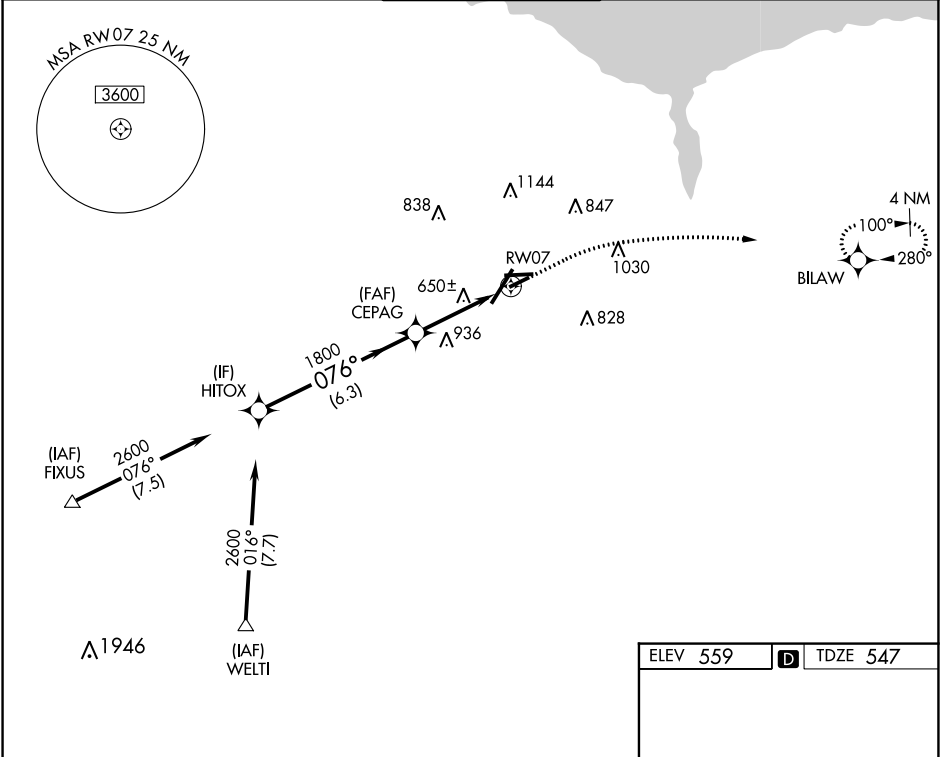 MSA RW07 25 NM
3600
838
1144
847
4 NM
100°
280°
BILAW
RW07
1030
650±
(FAF)
CEPAG
936
828
1800
076°
(6.3)
(IF)
HITOX
(IAF)
FIXUS
2600
076°
(7.5)
2600
016°
(7.7)
1946
(IAF)
WELTI
ELEV 559 D TDZE 547